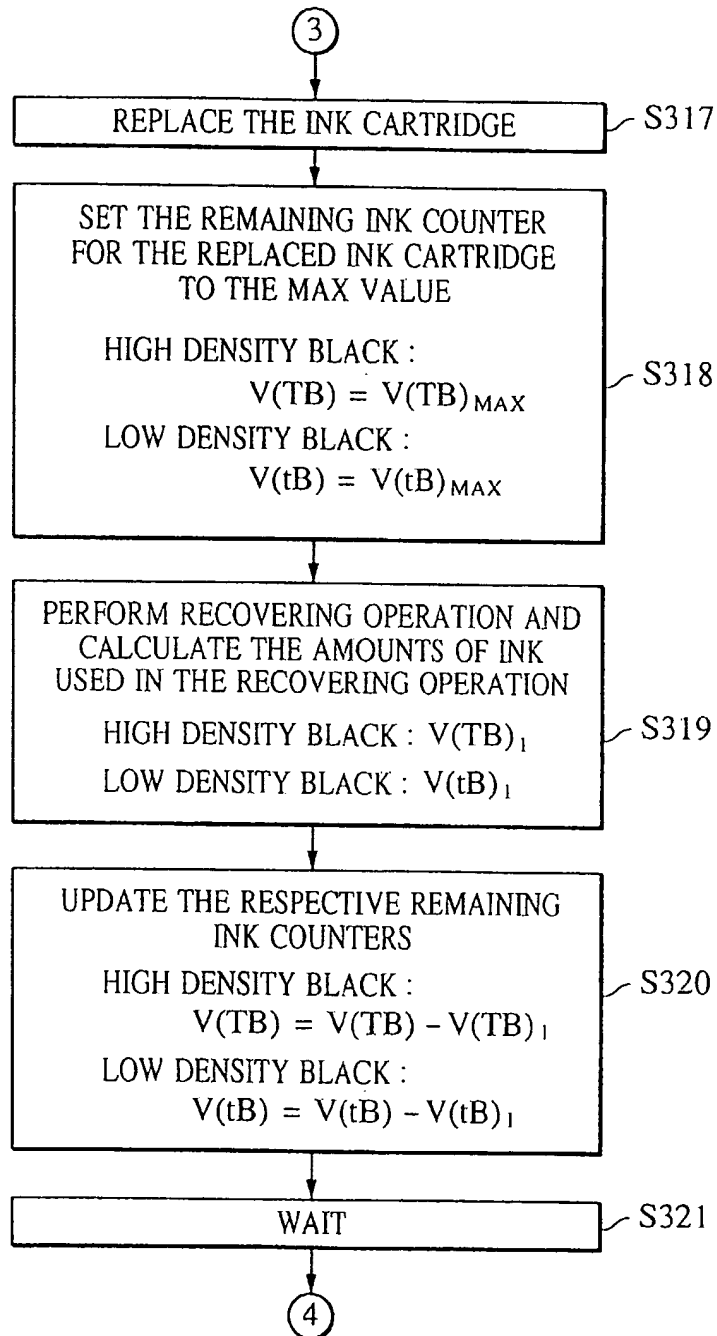 3
REPLACE THE INK CARTRIDGE
S317
SET THE REMAINING INK COUNTER
FOR THE REPLACED INK CARTRIDGE
TO THE MAX VALUE
HIGH DENSITY BLACK :
V(TB) = V(TB)MAX
LOW DENSITY BLACK :
V(tB) = V(tB)MAX
S318
PERFORM RECOVERING OPERATION AND
CALCULATE THE AMOUNTS OF INK
USED IN THE RECOVERING OPERATION
HIGH DENSITY BLACK : V(TB)1
LOW DENSITY BLACK : V(tB)1
S319
UPDATE THE RESPECTIVE REMAINING
INK COUNTERS
HIGH DENSITY BLACK :
V(TB) = V(TB) – V(TB)1
LOW DENSITY BLACK :
V(tB) = V(tB) – V(tB)1
S320
WAIT
S321
4